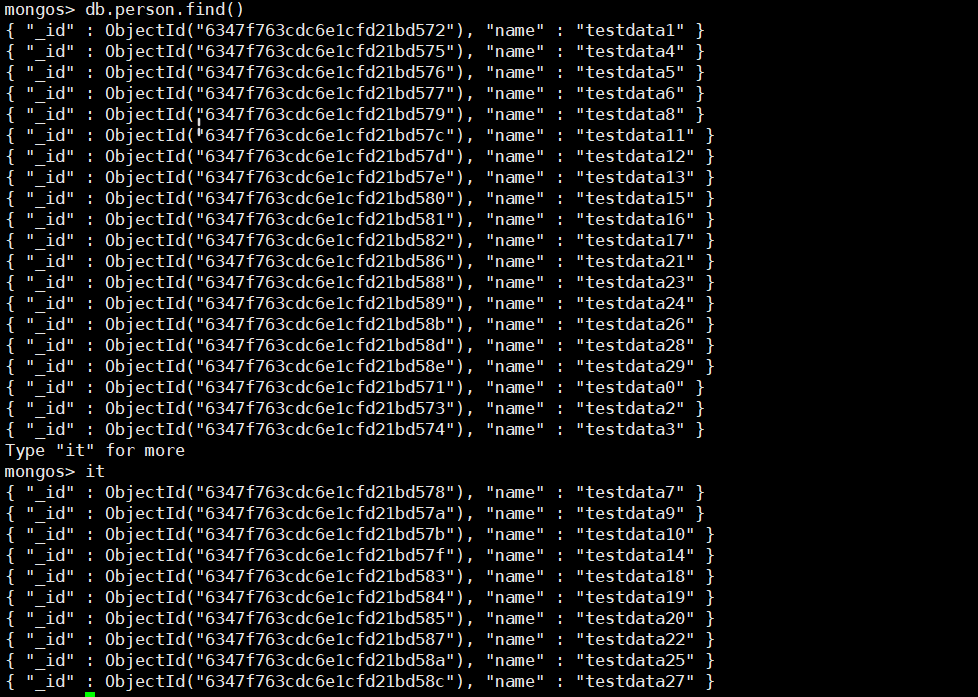 mongos> db.person.find()
{ "_id" : ObjectId("6347f763cdc6e1cfd21bd572"), "name" : "testdata1" }
{ "_id" : ObjectId("6347f763cdc6e1cfd21bd575"), "name" : "testdata4" }
{ "_id" : ObjectId("6347f763cdc6e1cfd21bd576"), "name" : "testdata5" }
{ "_id" : ObjectId("6347f763cdc6e1cfd21bd577"), "name" : "testdata6" }
{ "_id" : ObjectId("6347f763cdc6e1cfd21bd579"), "name" : "testdata8" }
{ "_id" : ObjectId("6347f763cdc6e1cfd21bd57c"), "name" : "testdata11" }
{ "_id" : ObjectId("6347f763cdc6e1cfd21bd57d"), "name" : "testdata12" }
{ "_id" : ObjectId("6347f763cdc6e1cfd21bd57e"), "name" : "testdata13" }
{ "_id" : ObjectId("6347f763cdc6e1cfd21bd580"), "name" : "testdata15" }
{ "_id" : ObjectId("6347f763cdc6e1cfd21bd581"), "name" : "testdata16" }
{ "_id" : ObjectId("6347f763cdc6e1cfd21bd582"), "name" : "testdata17" }
{ "_id" : ObjectId("6347f763cdc6e1cfd21bd586"), "name" : "testdata21" }
{ "_id" : ObjectId("6347f763cdc6e1cfd21bd588"), "name" : "testdata23" }
{ "_id" : ObjectId("6347f763cdc6e1cfd21bd589"), "name" : "testdata24" }
{ "_id" : ObjectId("6347f763cdc6e1cfd21bd58b"), "name" : "testdata26" }
{ "_id" : ObjectId("6347f763cdc6e1cfd21bd58d"), "name" : "testdata28" }
{ "_id" : ObjectId("6347f763cdc6e1cfd21bd58e"), "name" : "testdata29" }
{ "_id" : ObjectId("6347f763cdc6e1cfd21bd571"), "name" : "testdata0" }
{ "_id" : ObjectId("6347f763cdc6e1cfd21bd573"), "name" : "testdata2" }
{ "_id" : ObjectId("6347f763cdc6e1cfd21bd574"), "name" : "testdata3" }
Type "it" for more
mongos> it
{ "_id" : ObjectId("6347f763cdc6e1cfd21bd578"), "name" : "testdata7" }
{ "_id" : ObjectId("6347f763cdc6e1cfd21bd57a"), "name" : "testdata9" }
{ "_id" : ObjectId("6347f763cdc6e1cfd21bd57b"), "name" : "testdata10" }
{ "_id" : ObjectId("6347f763cdc6e1cfd21bd57f"), "name" : "testdata14" }
{ "_id" : ObjectId("6347f763cdc6e1cfd21bd583"), "name" : "testdata18" }
{ "_id" : ObjectId("6347f763cdc6e1cfd21bd584"), "name" : "testdata19" }
{ "_id" : ObjectId("6347f763cdc6e1cfd21bd585"), "name" : "testdata20" }
{ "_id" : ObjectId("6347f763cdc6e1cfd21bd587"), "name" : "testdata22" }
{ "_id" : ObjectId("6347f763cdc6e1cfd21bd58a"), "name" : "testdata25" }
{ "_id" : ObjectId("6347f763cdc6e1cfd21bd58c"), "name" : "testdata27" }